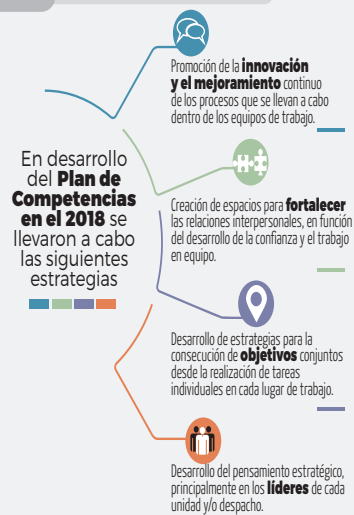 En desarrollo
del Plan de
Competencias
en el 2018 se
llevaron a cabo
las siguientes
estrategias
Promoción de la innovación
y el mejoramiento continuo
de los procesos que se llevan a cabo
dentro de los equipos de trabajo.
Creación de espacios para fortalecer
las relaciones interpersonales, en función
del desarrollo de la confianza y el trabajo
en equipo.
Desarrollo de estrategias para la
consecución de objetivos conjuntos
desde la realización de tareas
individuales en cada lugar de trabajo.
Desarrollo del pensamiento estratégico,
principalmente en los líderes de cada
unidad y/o despacho.